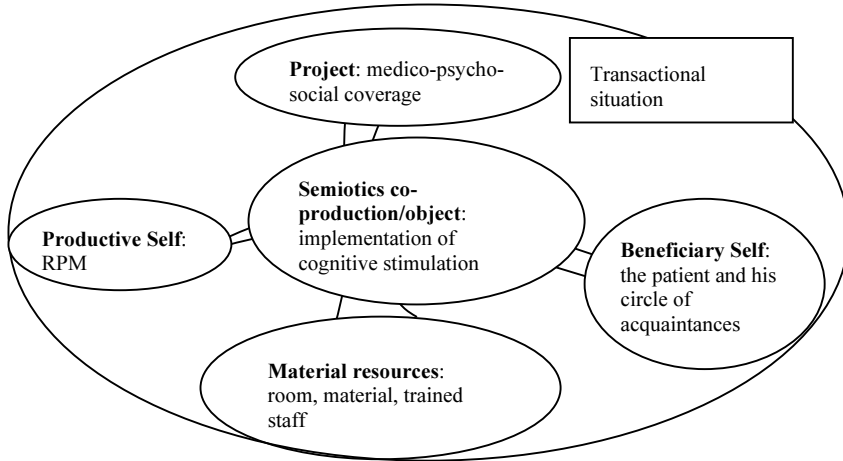 Project: medico-psycho-
social coverage
Transactional
situation
Semiotics co-
production/object:
implementation of
cognitive stimulation
Productive Self:
RPM
Beneficiary Self:
the patient and his
circle of
acquaintances
Material resources:
room, material, trained
staff